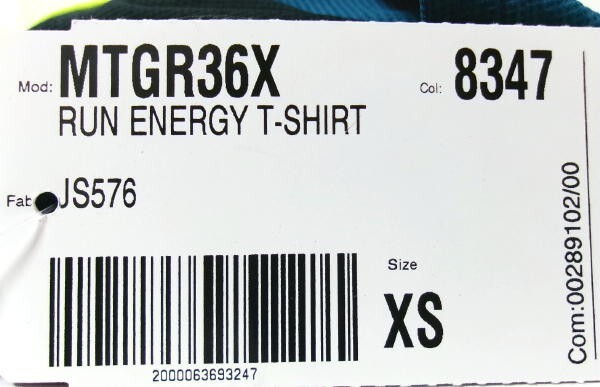 Mod: MTGR36X Col: 8347
RUN ENERGY T-SHIRT
Fab JS576
Size
XS
2000063693247
Com:00289102/00